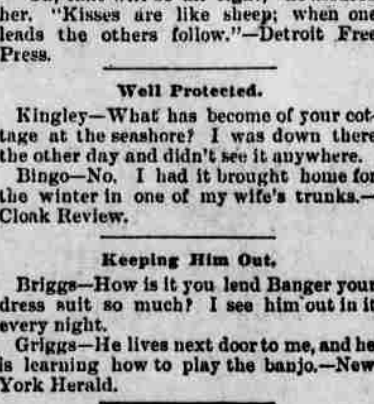 her. "Kisses are like sheep; when one
leads the others follow."—Detroit Free
Press.
Well Protected.
Kingley—What has become of your cot-
tage at the seashore? I was down there
the other day and didn't see it anywhere.
Bingo—No. I had it brought home for
the winter in one of my wife's trunks.—
Cloak Review.
Keeping Him Out.
Briggs—How is it you lend Banger your
dress suit so much? I see him out in it
every night.
Griggs—He lives next door to me, and he
is learning how to play the banjo.—New
York Herald.